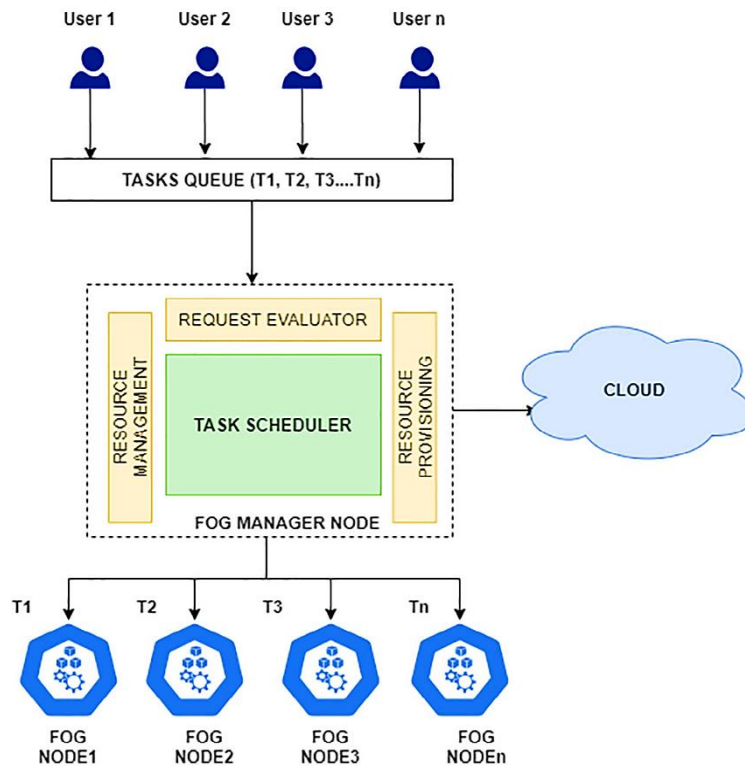 User 1 User 2 User 3 User n
TASKS QUEUE (T1, T2, T3....Tn)
REQUEST EVALUATOR
RESOURCE
MANAGEMENT
TASK SCHEDULER
RESOURCE
PROVISIONING
CLOUD
FOG MANAGER NODE
T1 T2 T3 Tn
FOG
NODE1
FOG
NODE2
FOG
NODE3
FOG
NODEn